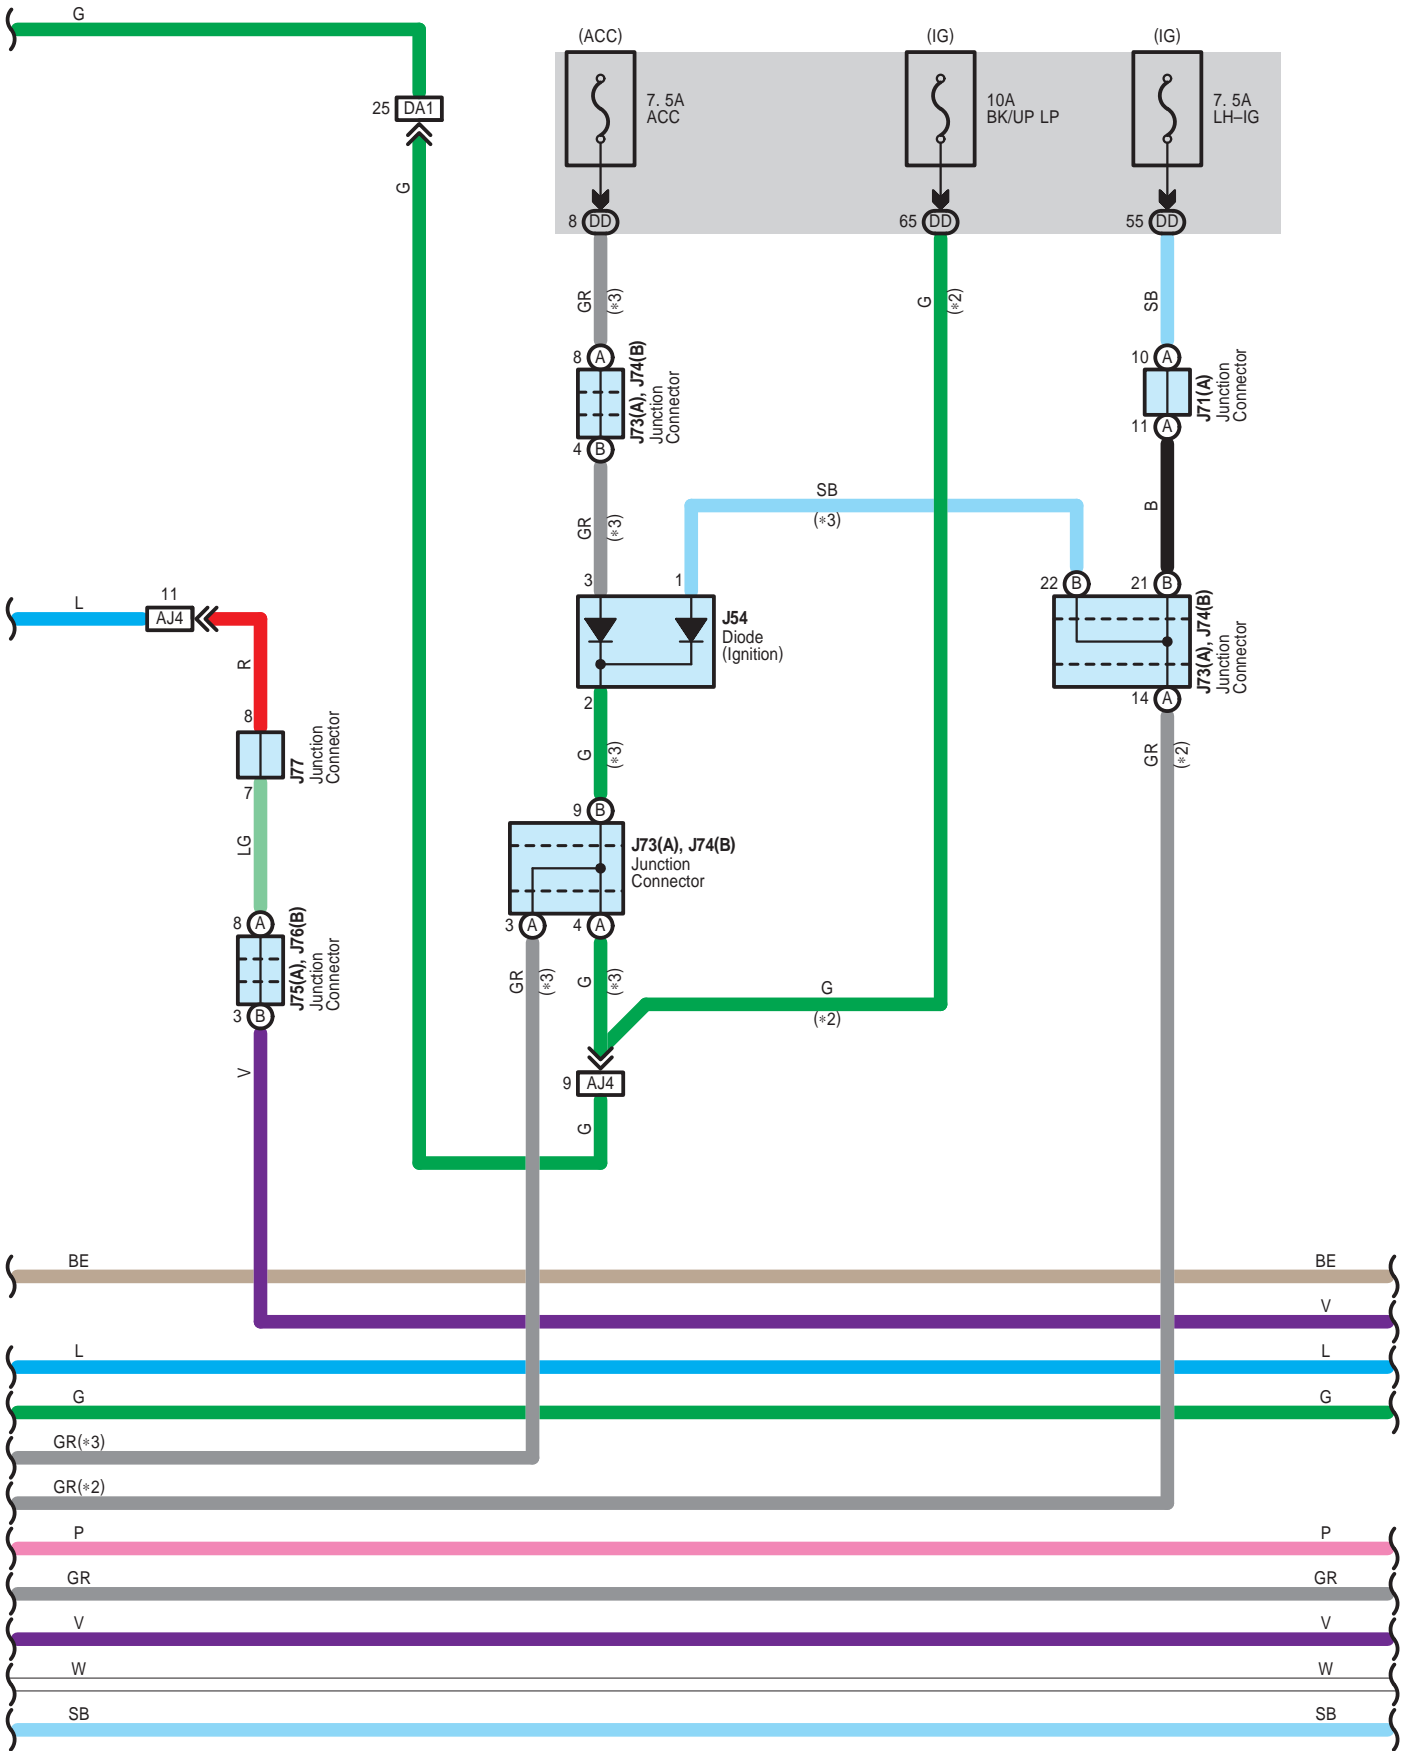 G
(ACC)
(IG)
(IG)
7. 5A
ACC
10A
BK/UP LP
7. 5A
LH–IG
25 DA1
G
8 DD
65 DD
55 DD
GR
(∗3)
G
(∗2)
SB
8 A
J73(A), J74(B)
Junction
Connector
4 B
10 A
J71(A)
Junction
Connector
11 A
GR
(∗3)
SB
(∗3)
B
3
1
J54
Diode
(Ignition)
2
22 B
21 B
J73(A), J74(B)
Junction
Connector
14 A
L
11
AJ4
R
8
J77
Junction
Connector
7
LG
G
(∗3)
GR
(∗2)
9 B
J73(A), J74(B)
Junction
Connector
3 A
4 A
8 A
J75(A), J76(B)
Junction
Connector
3 B
V
GR
(∗3)
G
(∗3)
G
(∗2)
9 AJ4
G
BE
BE
V
L
L
G
G
GR(∗3)
GR(∗2)
P
P
GR
GR
V
V
W
W
SB
SB